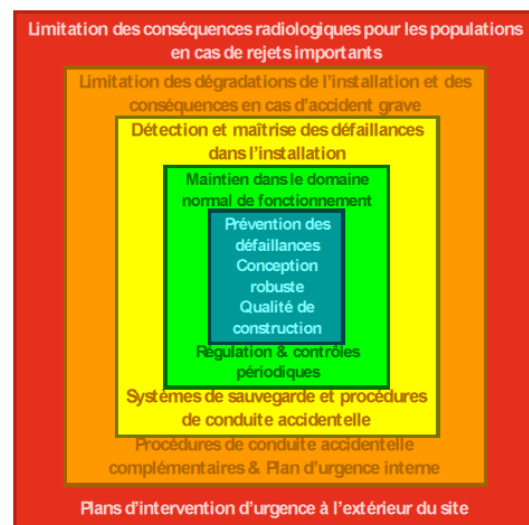 Limitation des conséquences radiologiques pour les populations
en cas de rejets importants
Limitation des dégradations de l'installation et des
conséquences en cas d'accident grave
Détection et maîtrise des défaillances
dans l'installation
Maintien dans le domaine
normal de fonctionnement
Prévention des
défaillances
Conception
robuste
Qualité de
construction
Régulation & contrôles
périodiques
Systèmes de sauvegarde et procédures
de conduite accidentelle
Procédures de conduite accidentelle
complémentaires & Plan d'urgence interne
Plans d'intervention d'urgence à l'extérieur du site